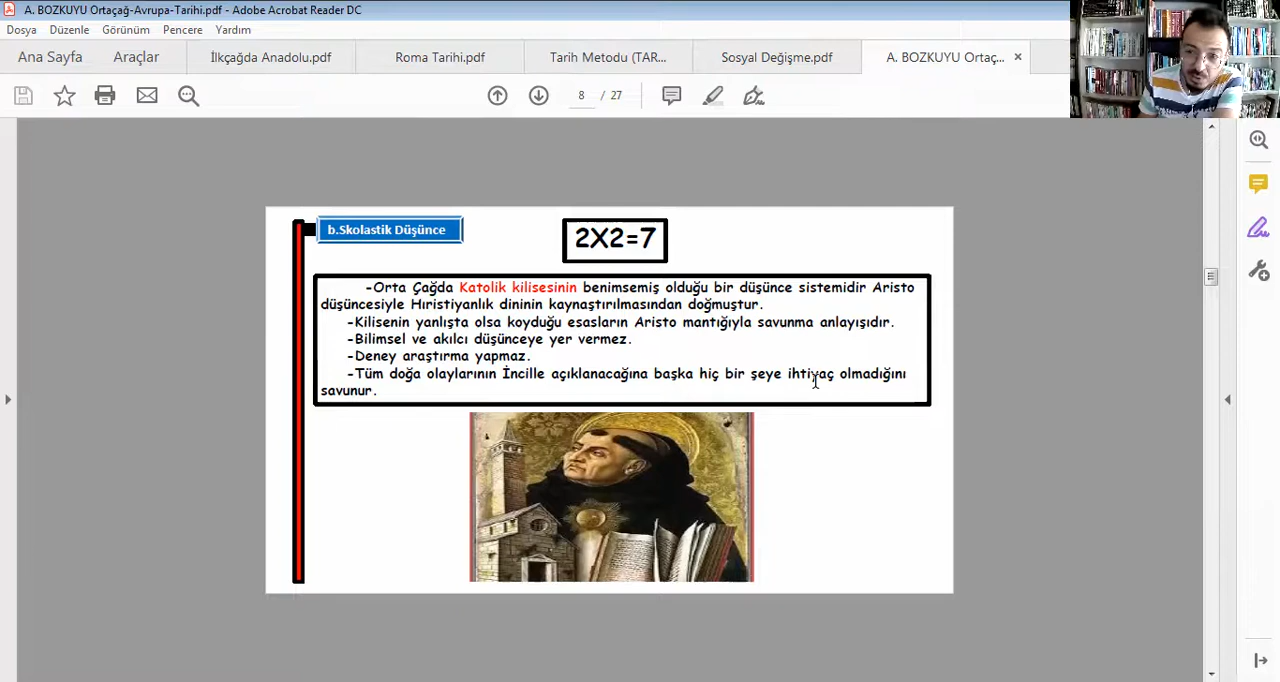 A. BOZKUYU Ortaçağ-Avrupa-Tarihi.pdf - Adobe Acrobat Reader DC
Dosya Düzenle Görünüm Pencere Yardım
Ana Sayfa Araçlar İlkçağda Anadolu.pdf Roma Tarihi.pdf Tarih Metodu (TAR... Sosyal Değişme.pdf A. BOZKUYU Ortaç... ×
8 / 27
b.Skolastik Düşünce
2X2=7
-Orta Çağda Katolik kilisesinin benimsemiş olduğu bir düşünce sistemidir Aristo
düşüncesiyle Hıristiyanlık dininin kaynaştırılmasından doğmuştur.
-Kilisenin yanlışta olsa koyduğu esasların Aristo mantığıyla savunma anlayışıdır.
-Bilimsel ve akılcı düşünceye yer vermez.
-Deney araştırma yapmaz.
-Tüm doğa olaylarının İncille açıklanacağına başka hiç bir şeye ihtiyaç olmadığını
savunur.